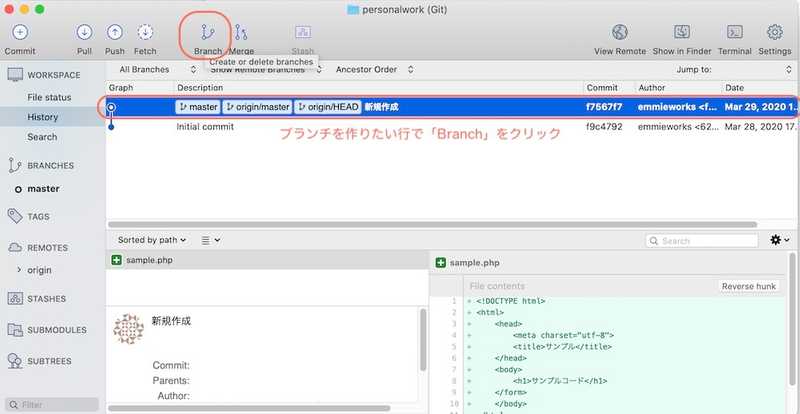 personalwork (Git)
Commit Pull Push Fetch Branch Merge Stash View Remote Show in Finder Terminal Settings
Create or delete branches
WORKSPACE
File status
History
Search
BRANCHES
master
TAGS
REMOTES
origin
STASHES
SUBMODULES
SUBTREES
Filter
All Branches Show Remote Branches Ancestor Order Jump to:
Graph Description Commit Author Date
master origin/master origin/HEAD 新規作成 f7567f7 emmieworks <f... Mar 29, 2020 1...
Initial commit f9c4792 emmieworks <62... Mar 28, 2020 17...
ブランチを作りたい行で「Branch」をクリック
Sorted by path Search
sample.php
新規作成
Commit:
Parents:
Author:
sample.php
File contents Reverse hunk
1 + <!DOCTYPE html>
2 + <html>
3 + <head>
4 + <meta charset="utf-8">
5 + <title>サンプル</title>
6 + </head>
7 + <body>
8 + <h1>サンプルコード</h1>
9 + </form>
10 + </body>